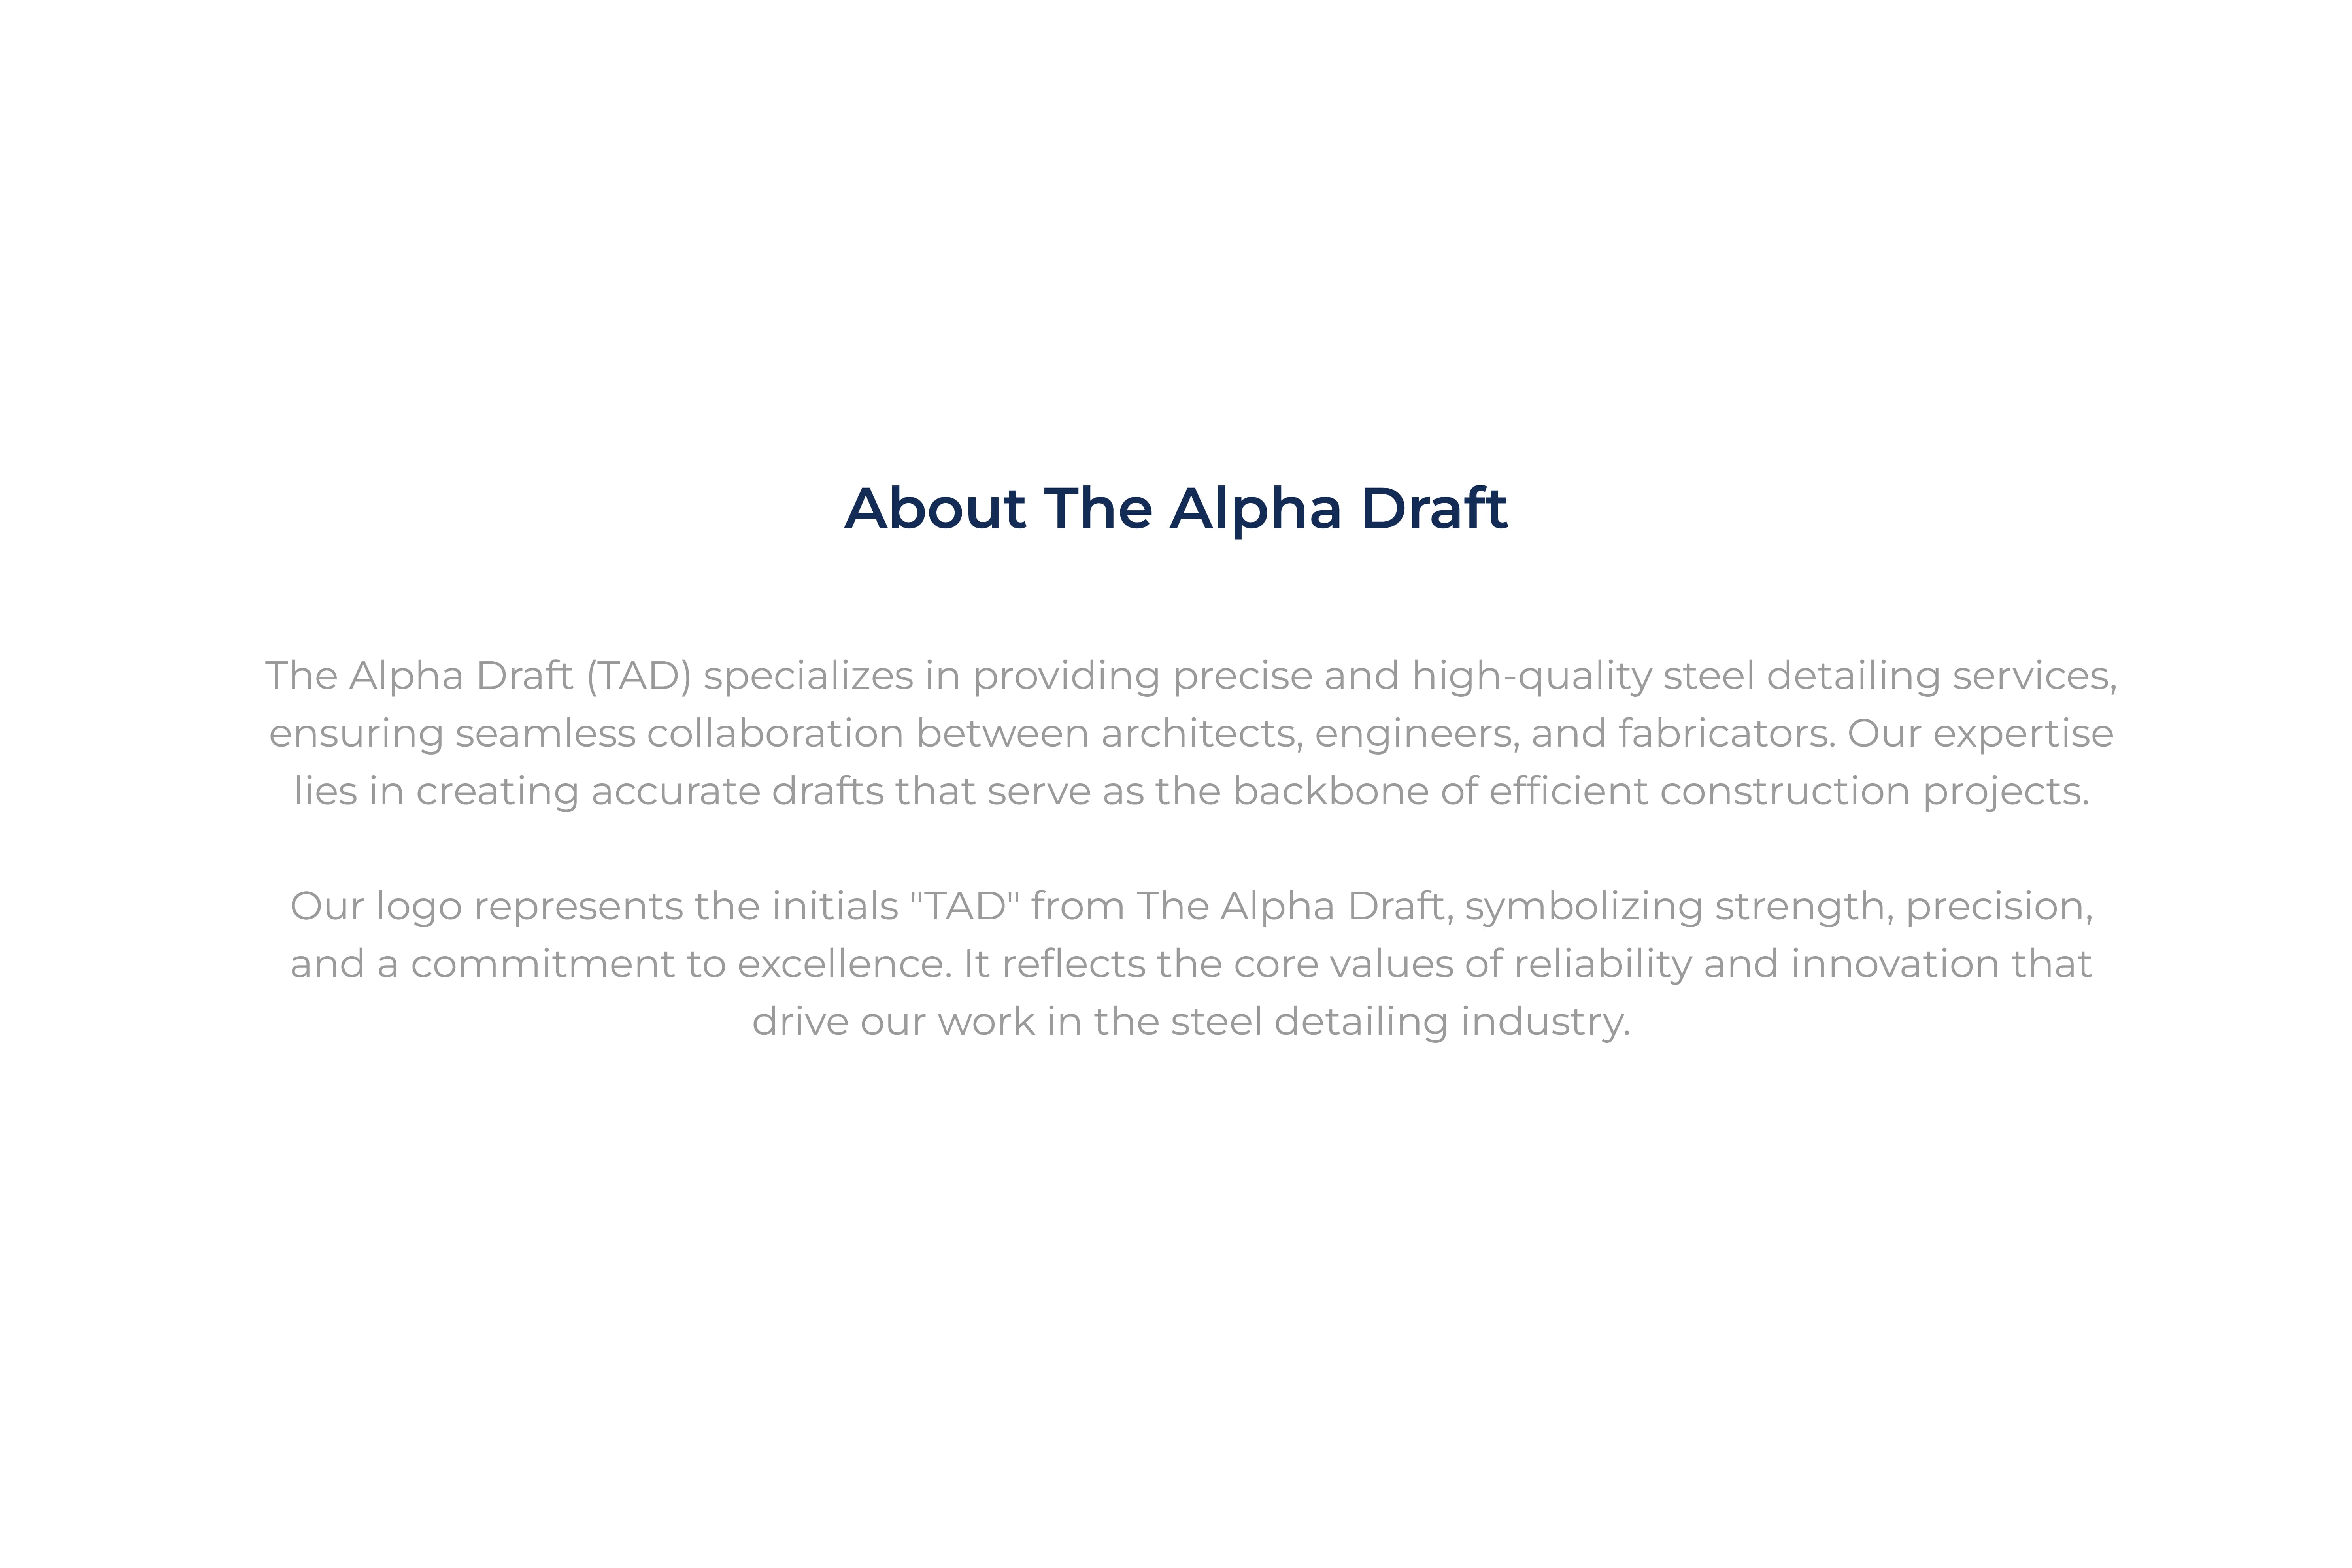 About The Alpha Draft
The Alpha Draft (TAD) specializes in providing precise and high-quality steel detailing services,
ensuring seamless collaboration between architects, engineers, and fabricators. Our expertise
lies in creating accurate drafts that serve as the backbone of efficient construction projects.
Our logo represents the initials "TAD" from The Alpha Draft, symbolizing strength, precision,
and a commitment to excellence. It reflects the core values of reliability and innovation that
drive our work in the steel detailing industry.